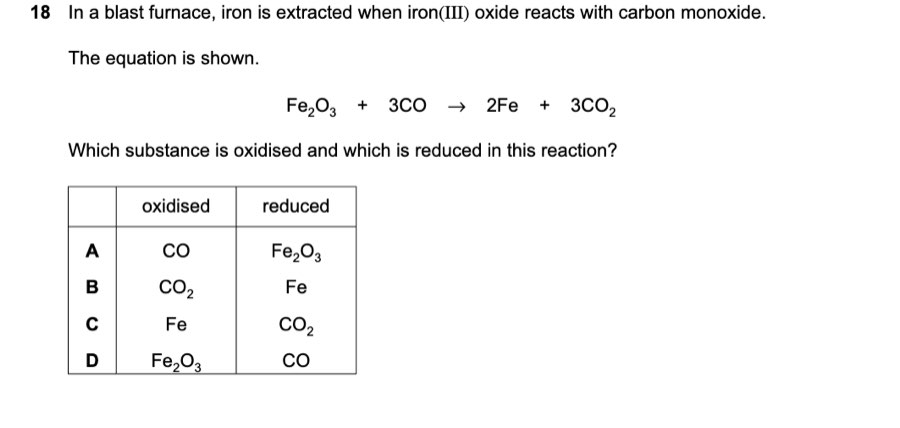 18 In a blast furnace, iron is extracted when iron(III) oxide reacts with carbon monoxide.
The equation is shown.
Fe₂O₃ + 3CO → 2Fe + 3CO₂
Which substance is oxidised and which is reduced in this reaction?
oxidised reduced
A CO Fe₂O₃
B CO₂ Fe
C Fe CO₂
D Fe₂O₃ CO